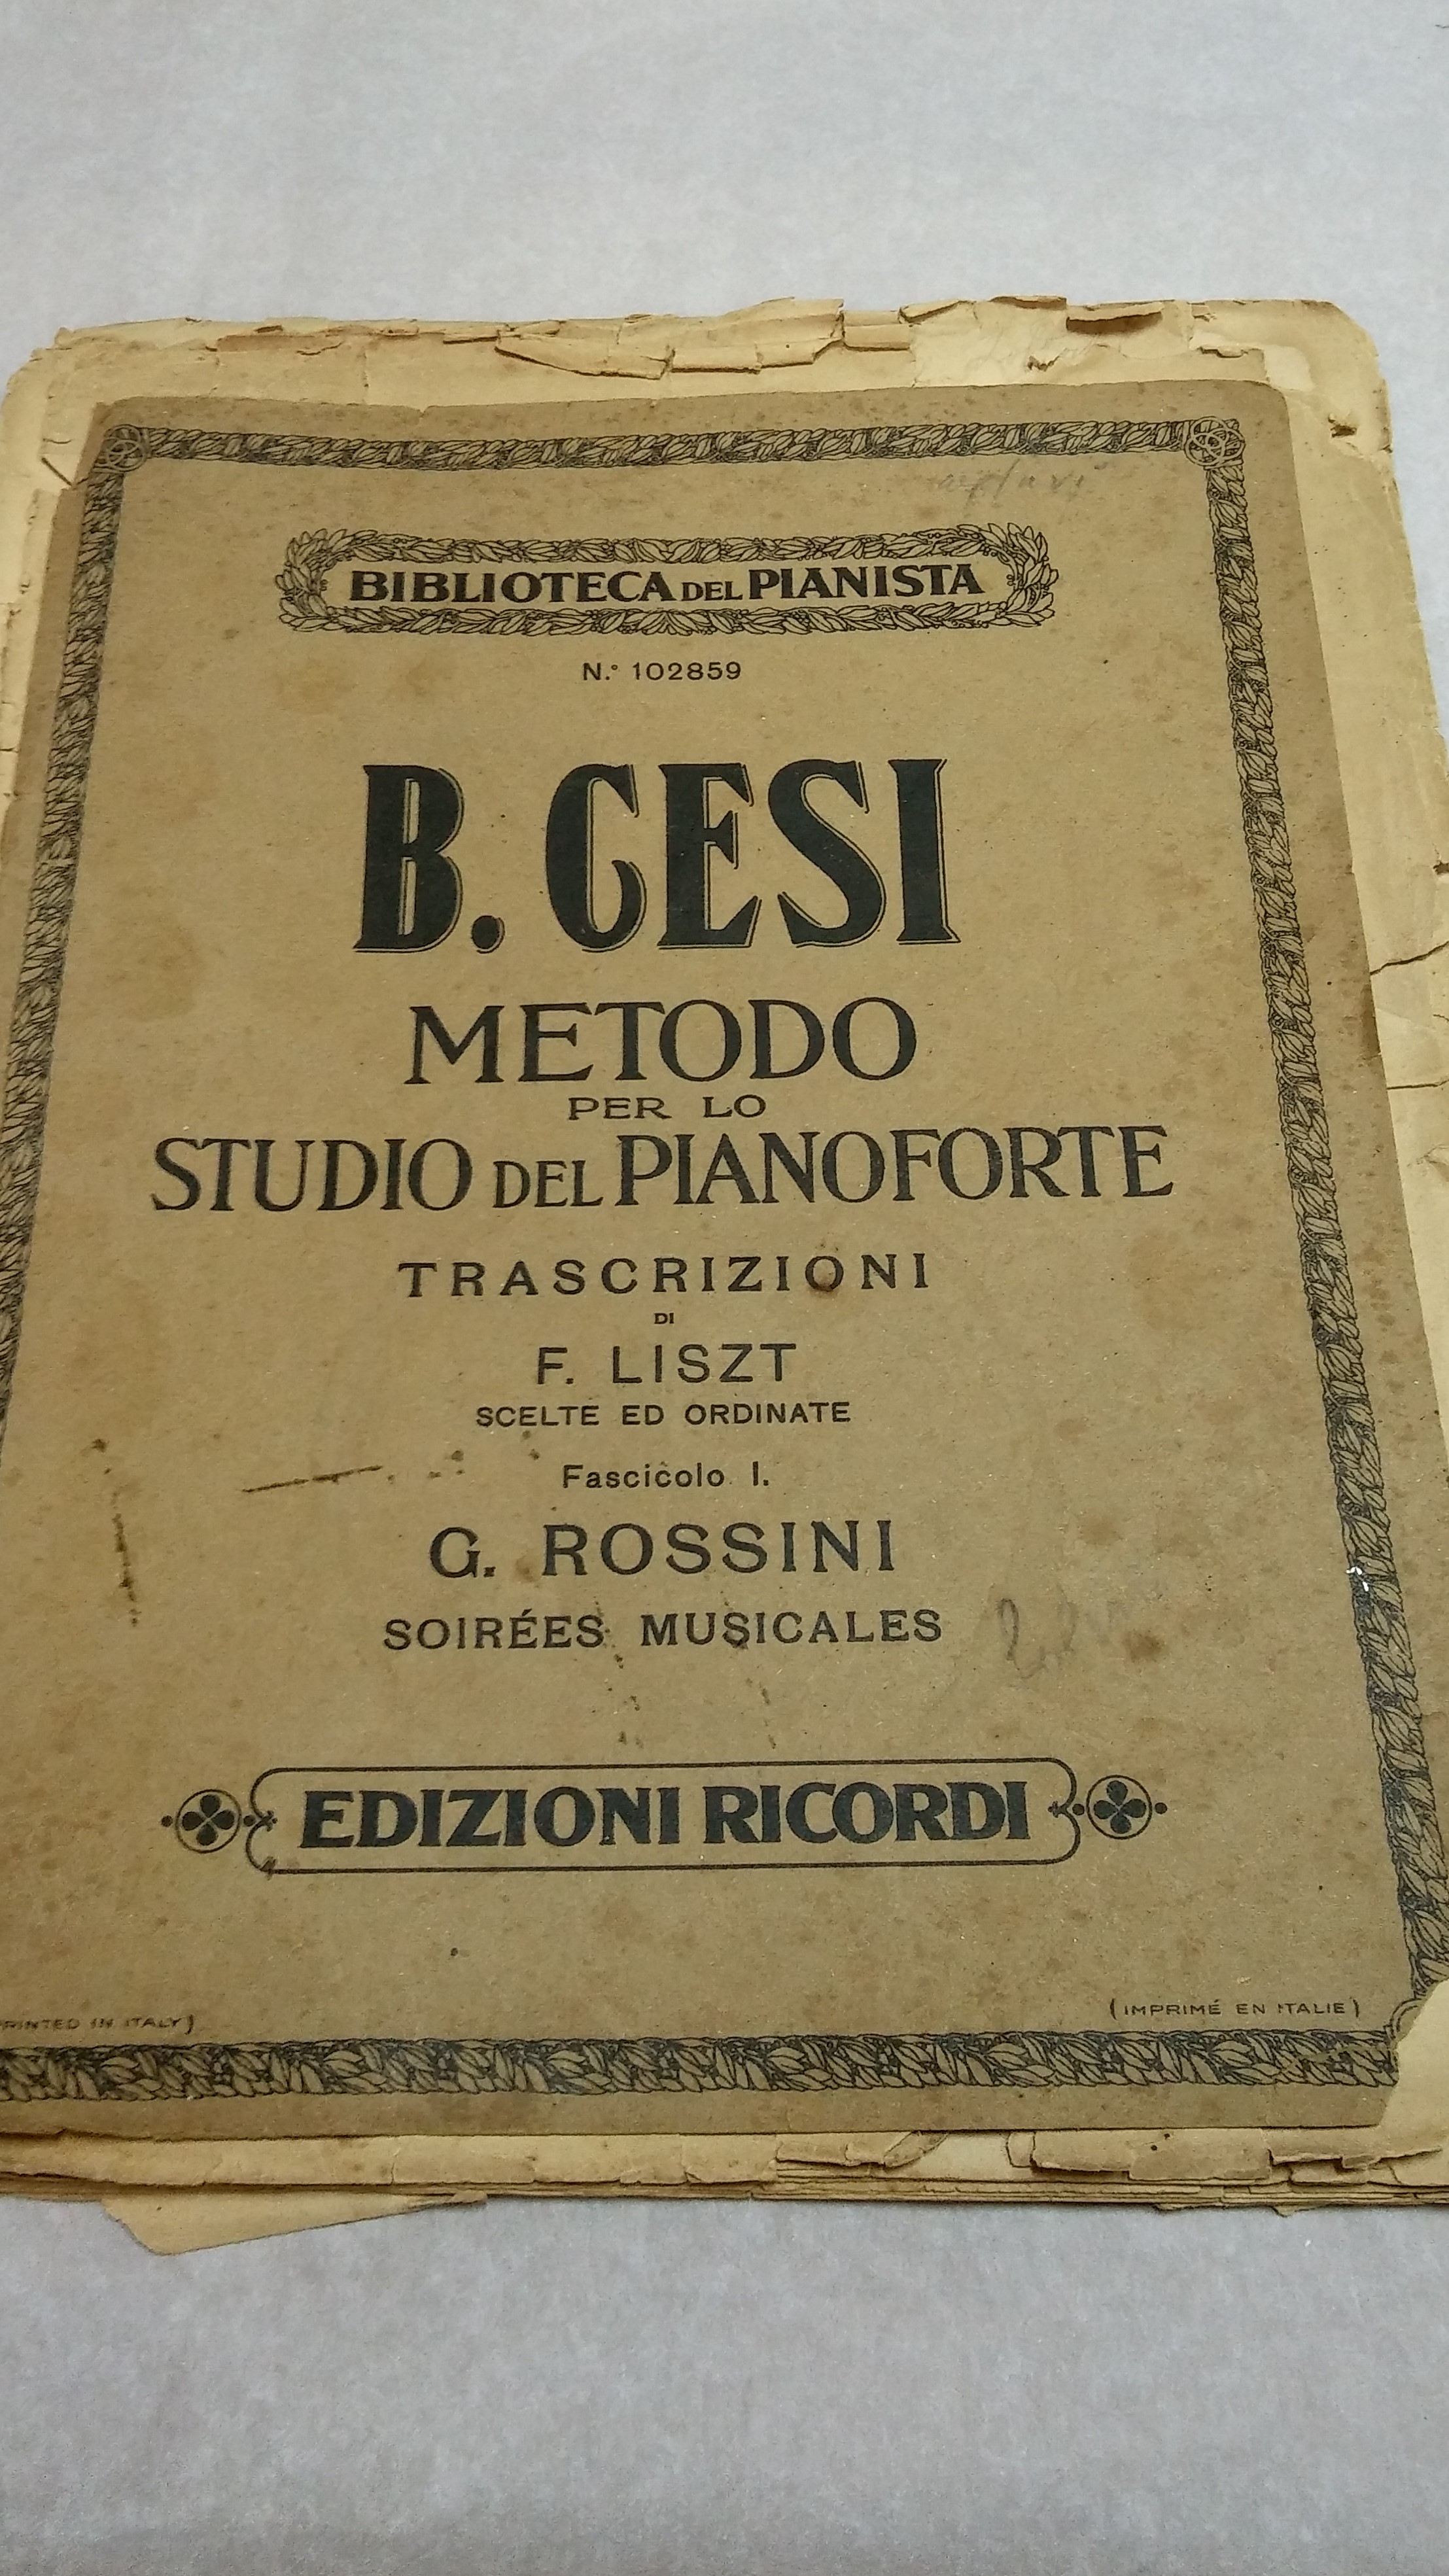 BIBLIOTECA DEL PIANISTA
N.º 102859
B. CESI
METODO
PER LO
STUDIO DEL PIANOFORTE
TRASCRIZIONI
DI
F. LISZT
SCELTE ED ORDINATE
Fascicolo I.
G. ROSSINI
SOIRÉES MUSICALES
EDIZIONI RICORDI
PRINTED IN ITALY)
(IMPRIMÉ EN ITALIE)